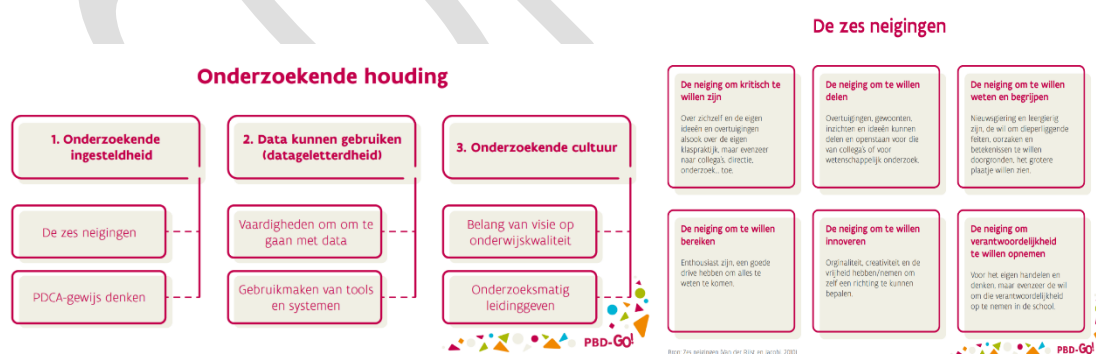 Onderzoekende houding
1. Onderzoekende
ingesteldheid
De zes neigingen
PDCA-gewijs denken
2. Data kunnen gebruiken
(datageletterdheid)
Vaardigheden om om te
gaan met data
Gebruikmaken van tools
en systemen
3. Onderzoekende cultuur
Belang van visie op
onderwijskwaliteit
Onderzoeksmatig
leidinggeven
PBD-GO!
De zes neigingen
De neiging om kritisch te
willen zijn
Over zichzelf en de eigen
ideeën en overtuigingen
alsook over de eigen
klaspraktijk, maar evenzeer
naar collega's, directie,
onderzoek.. toe.
De neiging om te willen
delen
Overtuigingen, gewoonten,
inzichten en ideeën kunnen
delen en openstaan voor die
van collega's of voor
wetenschappelijk onderzoek.
De neiging om te willen
weten en begrijpen
Nieuwsgierig en leergierig
zijn, de wil om dieperliggende
feiten, oorzaken en
betekenissen te willen
doorgronden, het grotere
plaatje willen zien.
De neiging om te willen
bereiken
Enthousiast zijn, een goede
drive hebben om alles te
weten te komen.
De neiging om te willen
innoveren
Orginaliteit, creativiteit en de
vrijheid hebben/nemen om
zelf een richting te kunnen
bepalen.
De neiging om
verantwoordelijkheid
te willen opnemen
Voor het eigen handelen en
denken, maar evenzeer de wil
om die verantwoordelijkheid
op te nemen in de school.
Bron: Zes neigingen (Van der Rijst en Jacobi,
PBD-GO!